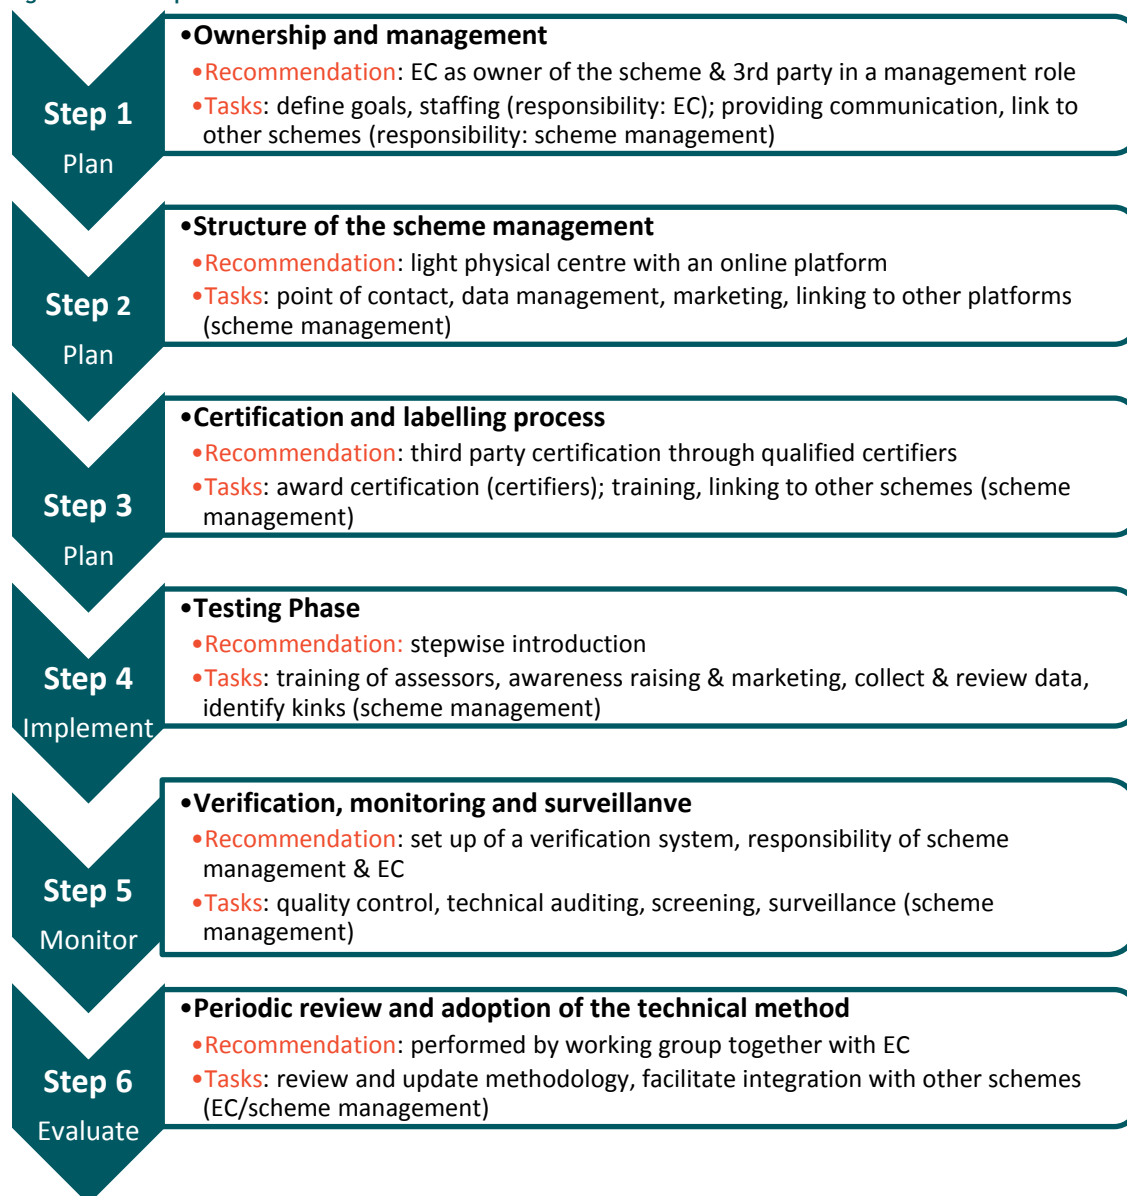 Step 1
Plan
•Ownership and management
•Recommendation: EC as owner of the scheme & 3rd party in a management role
•Tasks: define goals, staffing (responsibility: EC); providing communication, link to
other schemes (responsibility: scheme management)
Step 2
Plan
•Structure of the scheme management
•Recommendation: light physical centre with an online platform
•Tasks: point of contact, data management, marketing, linking to other platforms
(scheme management)
Step 3
Plan
•Certification and labelling process
•Recommendation: third party certification through qualified certifiers
•Tasks: award certification (certifiers); training, linking to other schemes (scheme
management)
Step 4
Implement
•Testing Phase
•Recommendation: stepwise introduction
•Tasks: training of assessors, awareness raising & marketing, collect & review data,
identify kinks (scheme management)
Step 5
Monitor
•Verification, monitoring and surveillanve
•Recommendation: set up of a verification system, responsibility of scheme
management & EC
•Tasks: quality control, technical auditing, screening, surveillance (scheme
management)
Step 6
Evaluate
•Periodic review and adoption of the technical method
•Recommendation: performed by working group together with EC
•Tasks: review and update methodology, facilitate integration with other schemes
(EC/scheme management)